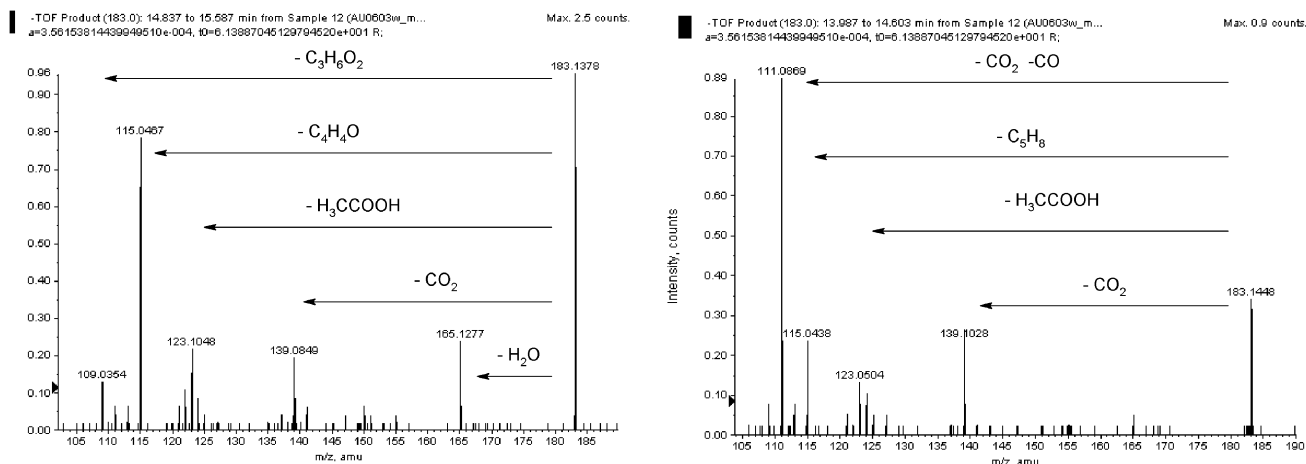 -TOF Product (183.0): 14.837 to 15.587 min from Sample 12 (AU0603w_m...
Max. 2.5 counts.
a=3.56153814439949510e-004, t0=6.13887045129794520e+001 R;
- C3H6O2
- C4H4O
- H3CCOOH
- CO2
- H2O
183.1378
115.0467
165.1277
123.1048
139.0849
109.0354
0.96
0.90
0.80
0.70
0.60
0.50
0.40
0.30
0.20
0.10
0.00
105 110 115 120 125 130 135 140 145 150 155 160 165 170 175 180 185
m/z, amu
-TOF Product (183.0): 13.987 to 14.603 min from Sample 12 (AU0603w_m...
Max. 0.9 counts.
a=3.56153814439949510e-004, t0=6.13887045129794520e+001 R;
- CO2 -CO
- C5H8
- H3CCOOH
- CO2
111.0869
183.1448
115.0438
139.1028
123.0504
Intensity, counts
0.89
0.80
0.70
0.60
0.50
0.40
0.30
0.20
0.10
0.00
105 110 115 120 125 130 135 140 145 150 155 160 165 170 175 180 185 190
m/z, amu